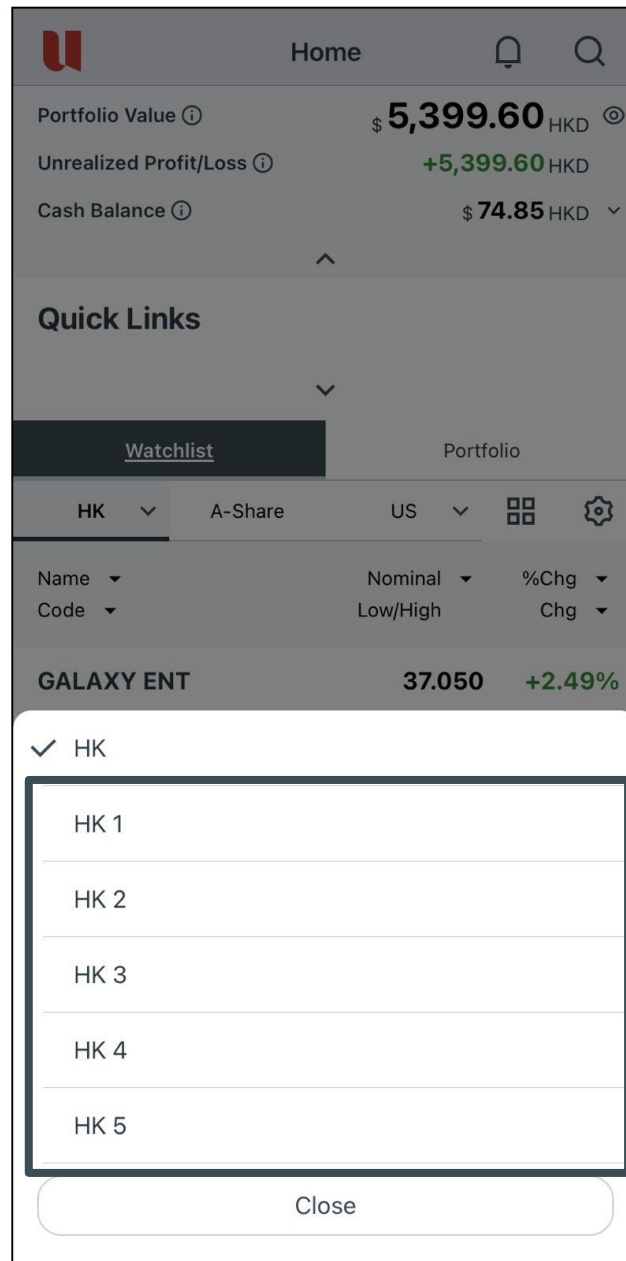 Home
Portfolio Value
$ 5,399.60 HKD
Unrealized Profit/Loss
+5,399.60 HKD
Cash Balance
$ 74.85 HKD
Quick Links
Watchlist Portfolio
HK A-Share US
Name Nominal %Chg
Code Low/High Chg
GALAXY ENT 37.050 +2.49%
HK
HK 1
HK 2
HK 3
HK 4
HK 5
Close